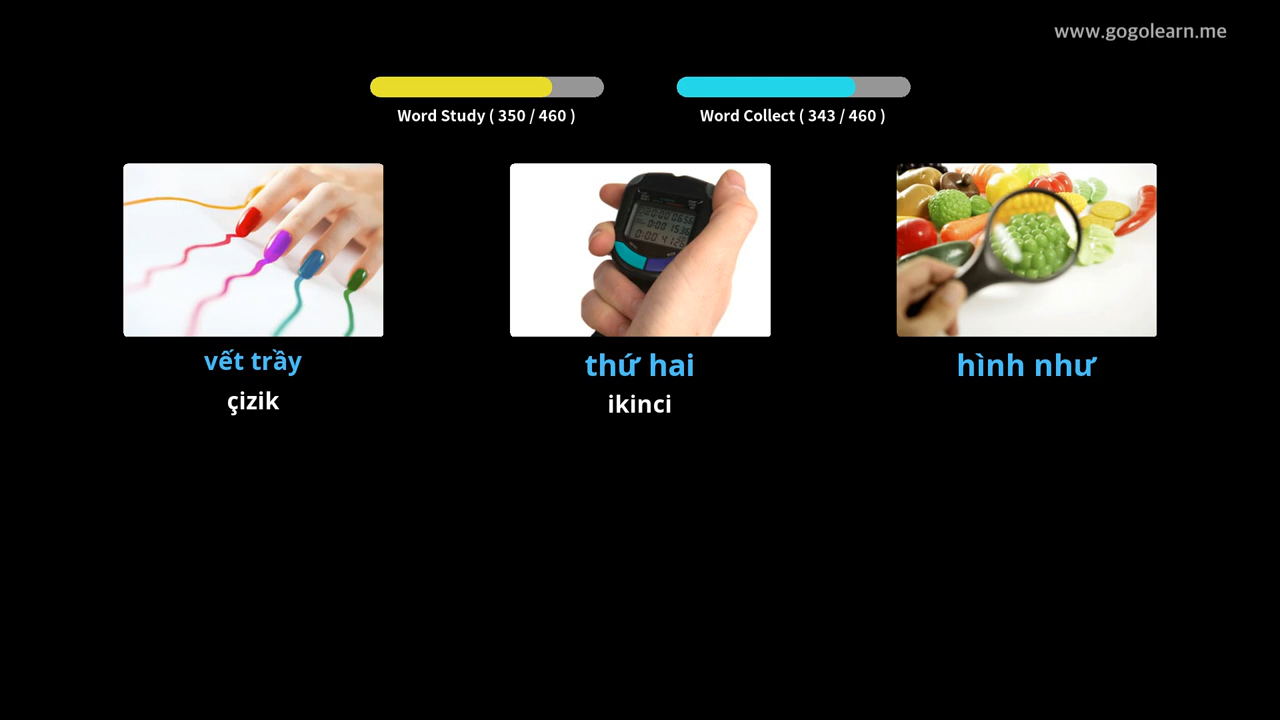 www.gogolearn.me
Word Study ( 350 / 460 )
Word Collect ( 343 / 460 )
vết trầy
thứ hai
hình như
çizik
ikinci